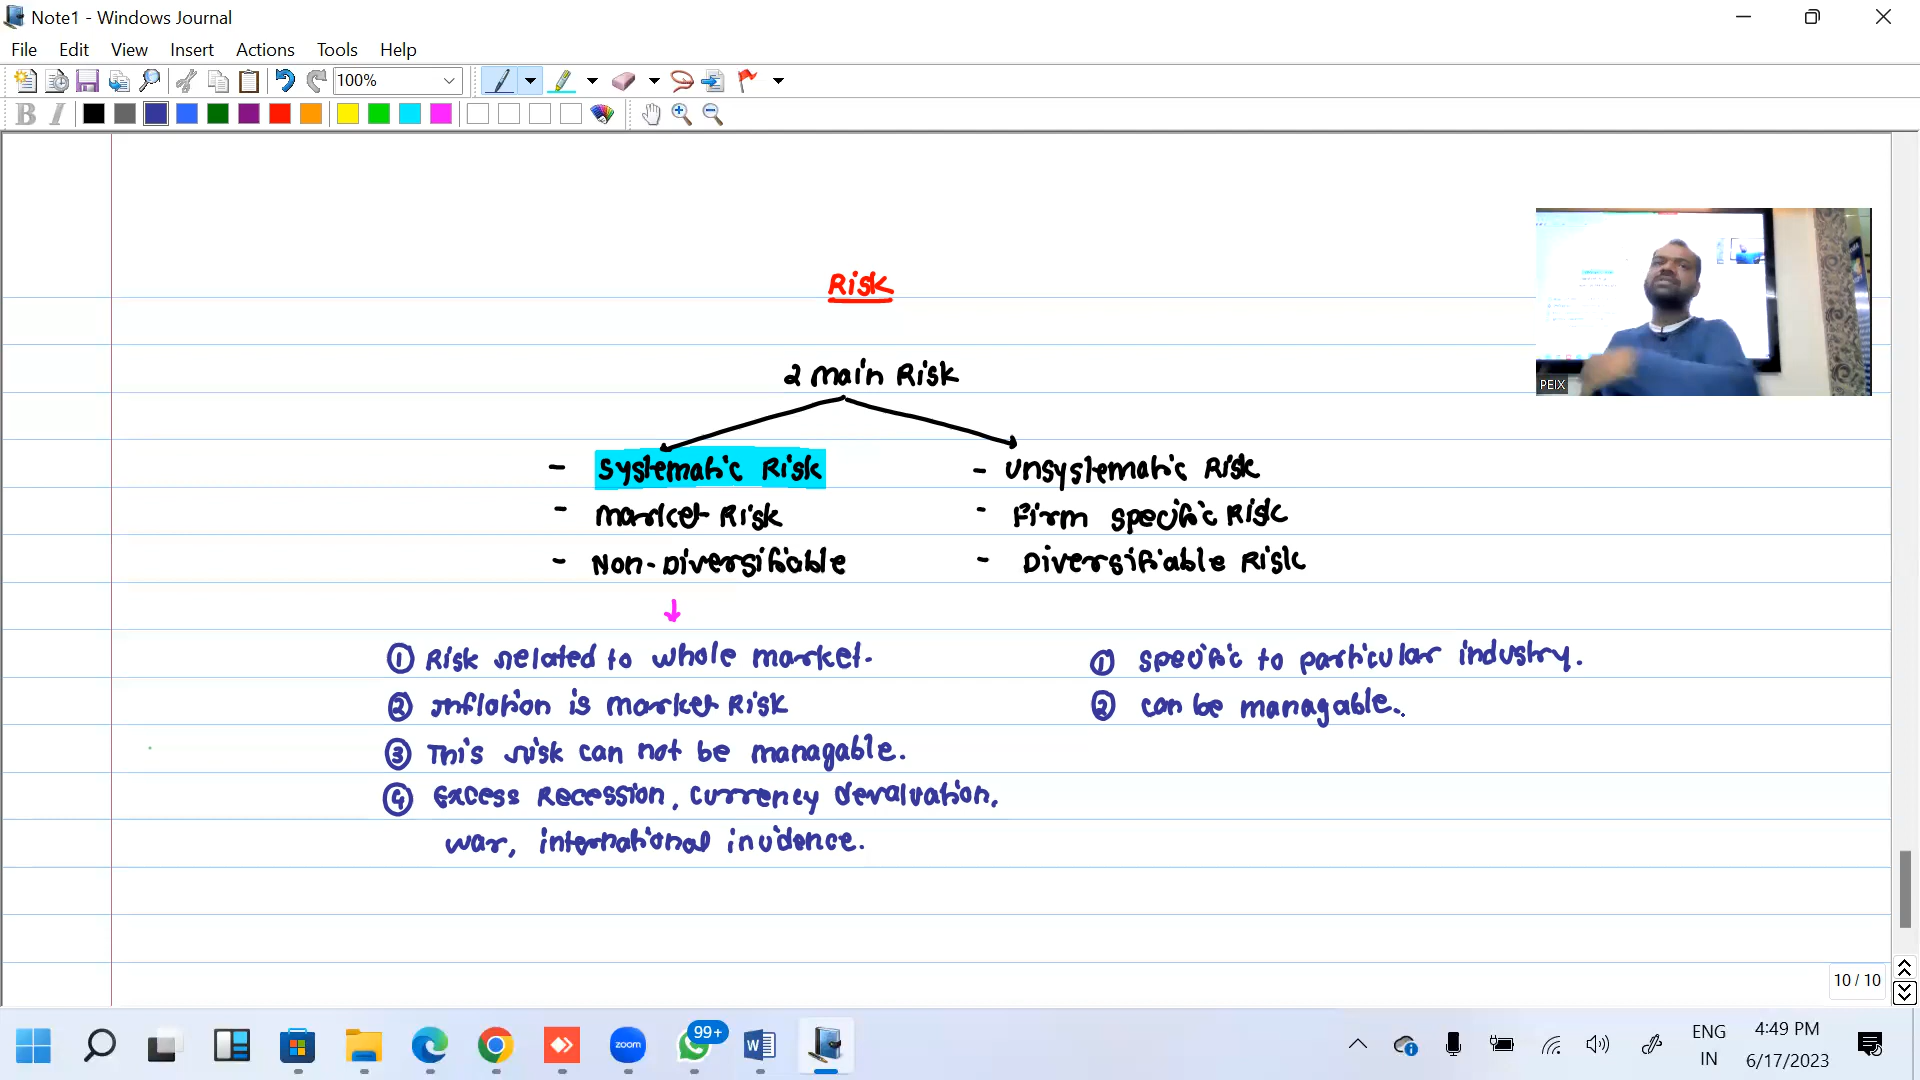 Note1 - Windows Journal
File Edit View Insert Actions Tools Help
100%
B I
Risk
PEIX
2 main Risk
- Systematic Risk - Unsystematic Risk
- Market Risk - Firm specific Risk
- Non-Diversifiable - Diversifiable Risk
① Risk related to whole market. ① specific to particular industry.
② Inflation is market Risk ② can be managable..
③ This risk can not be managable.
④ Excess Recession, currency devaluation,
war, international incidence.
10 / 10
99+
zoom
W
ENG
IN
4:49 PM
6/17/2023